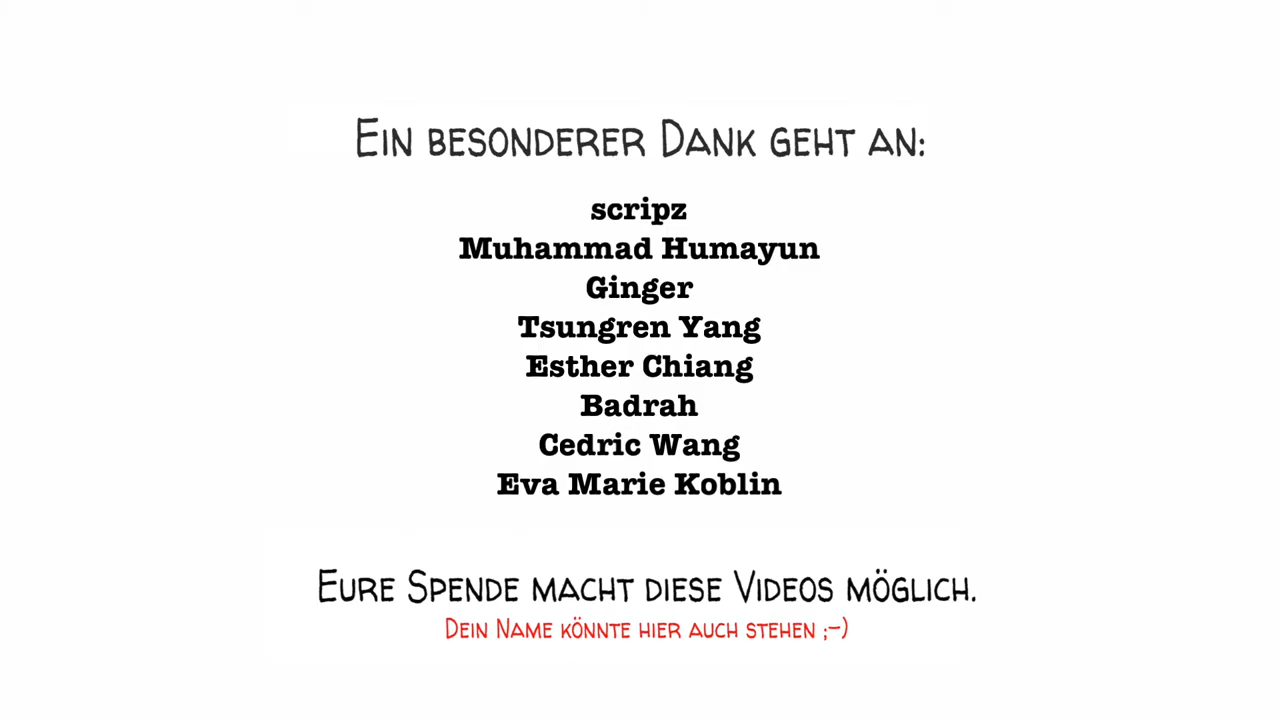 Ein besonderer Dank geht an:
scripz
Muhammad Humayun
Ginger
Tsungren Yang
Esther Chiang
Badrah
Cedric Wang
Eva Marie Koblin
Eure Spende macht diese Videos möglich.
Dein Name könnte hier auch stehen ;-)